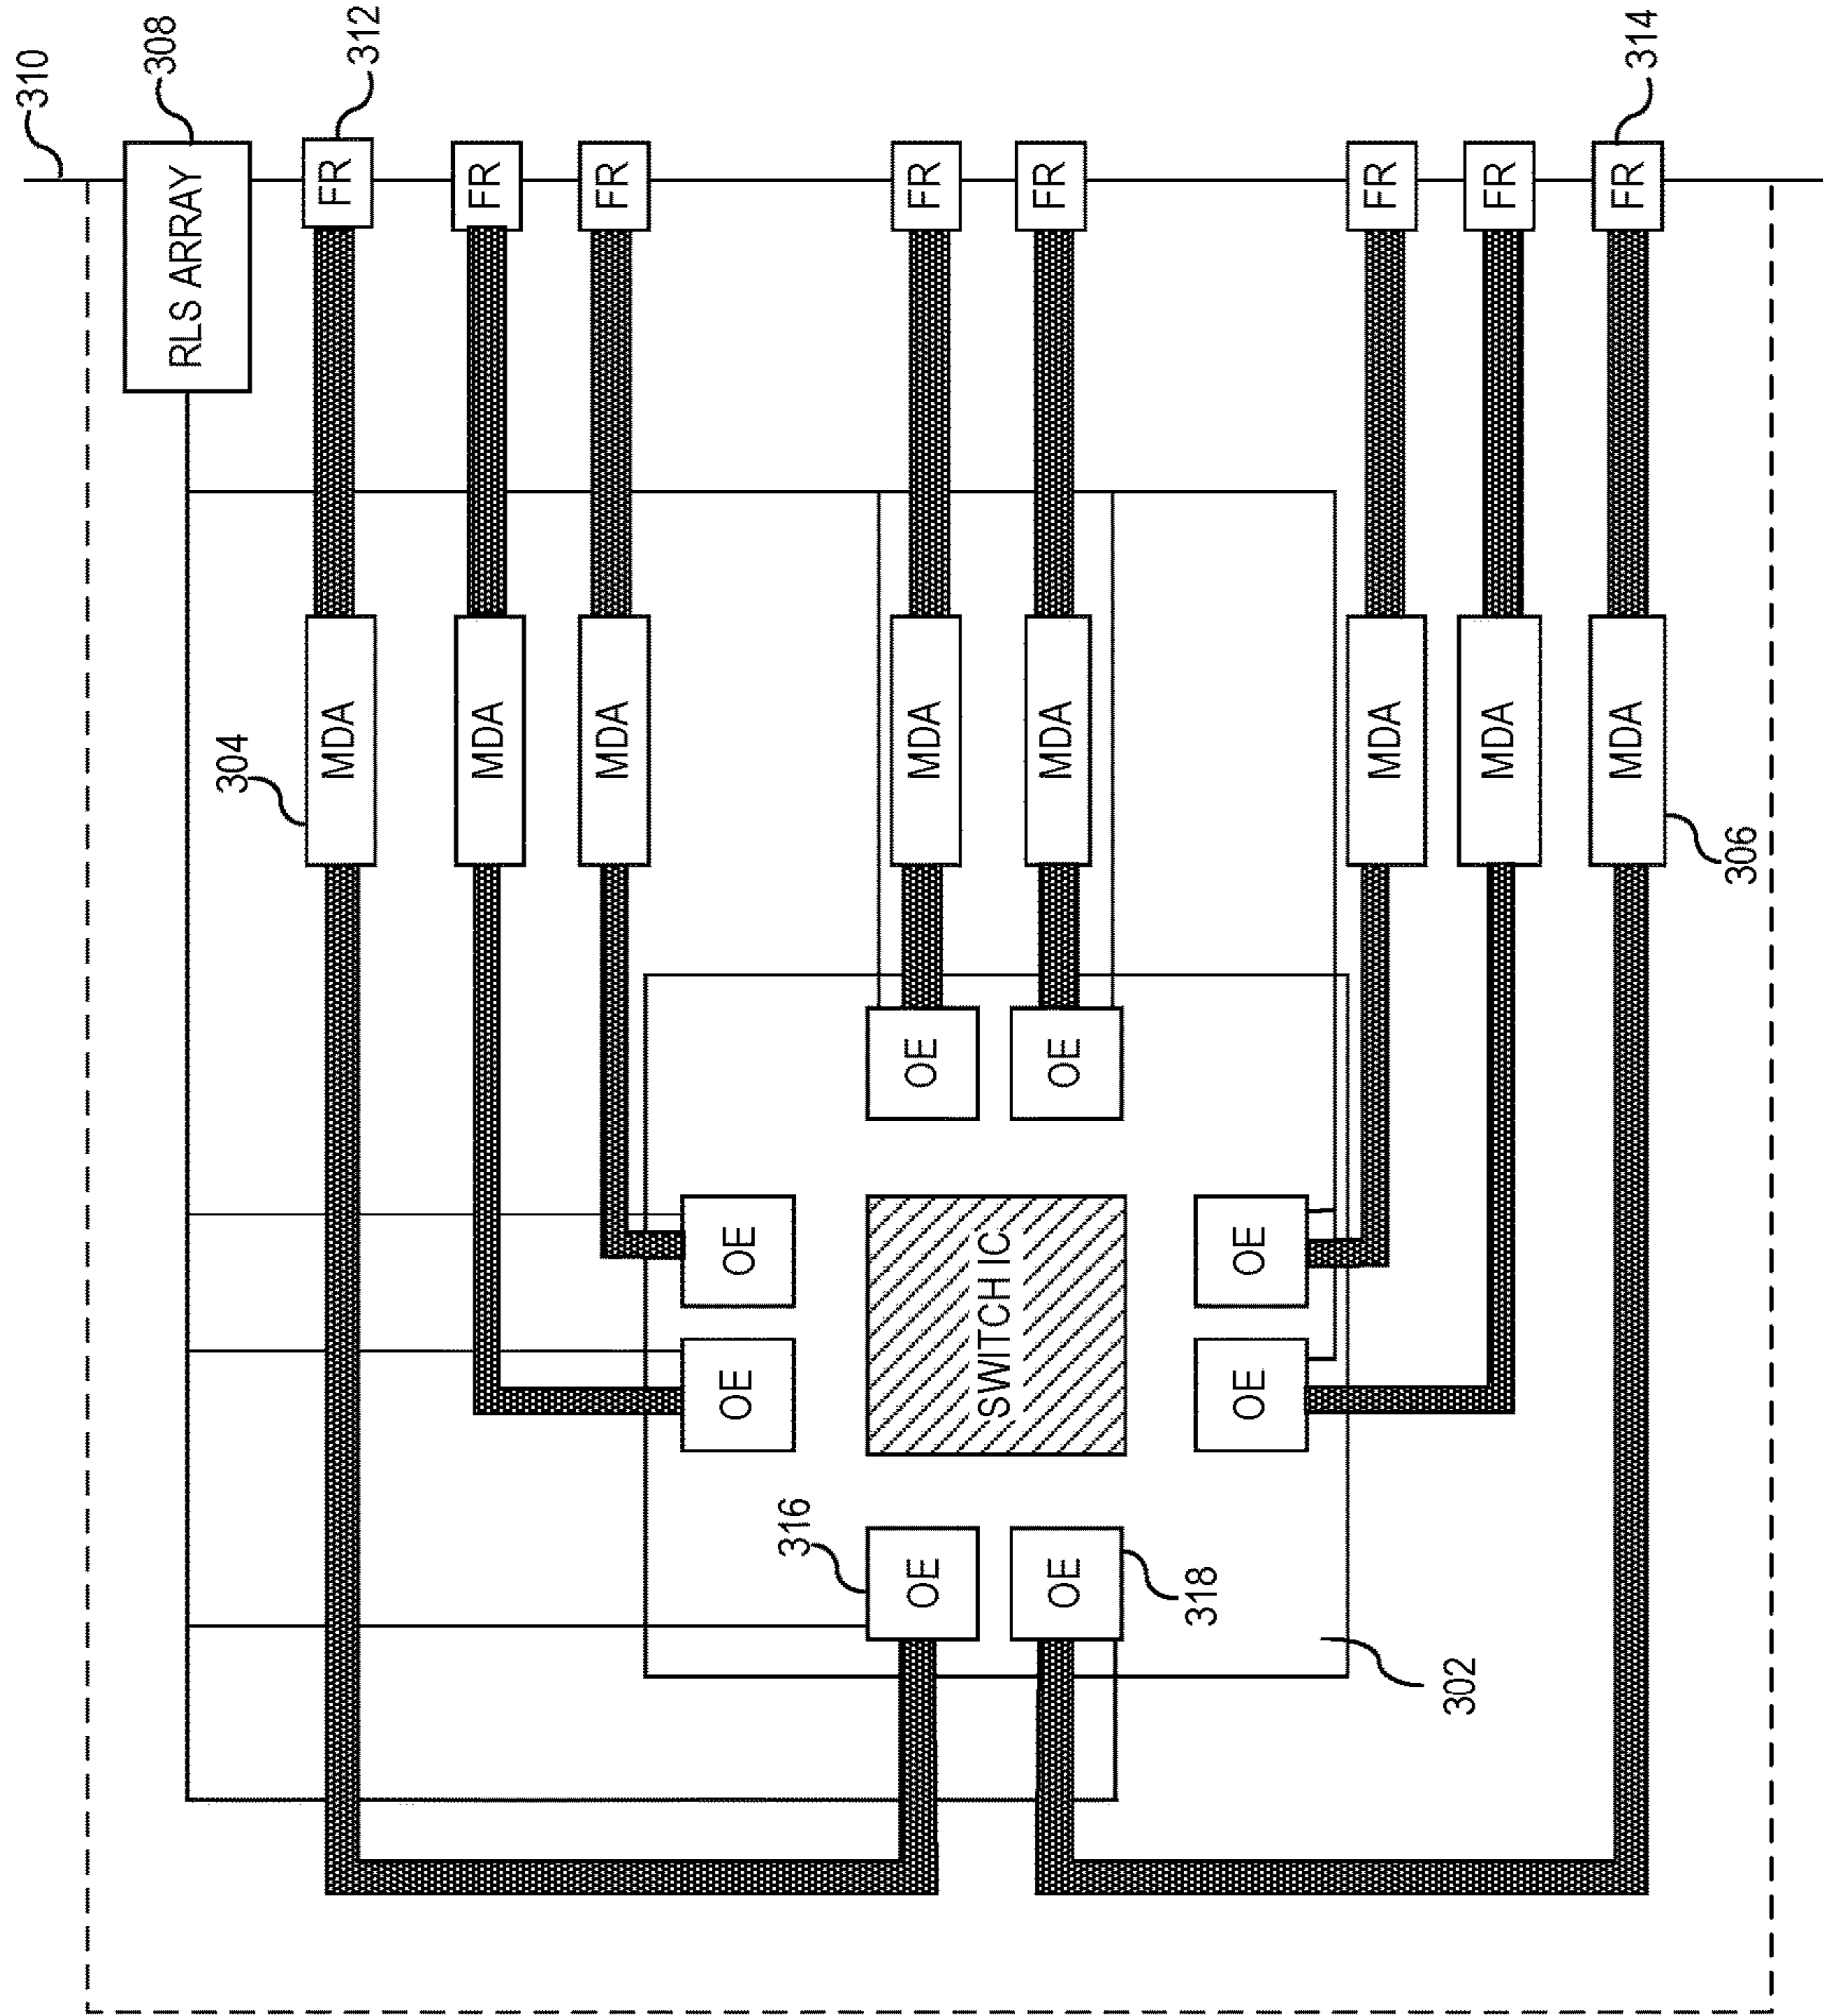 310
308
RLS ARRAY
304
MDA
FR
312
MDA
FR
MDA
FR
OE
OE
316
OE
OE
MDA
FR
SWITCH IC
OE
OE
MDA
FR
318
OE
OE
MDA
FR
302
MDA
FR
MDA
FR
314
306